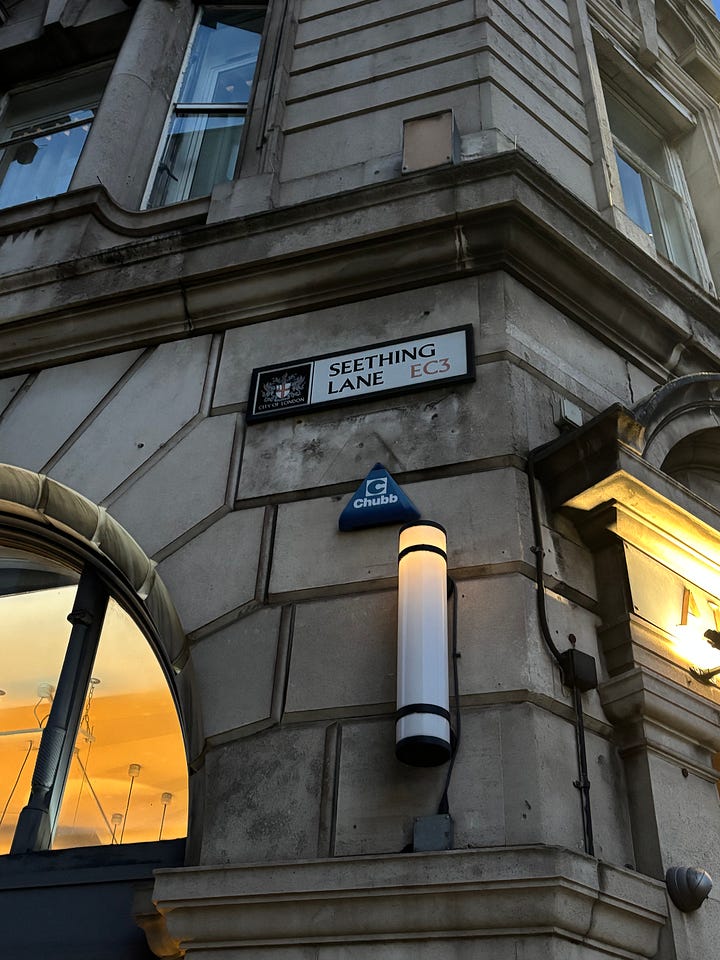 SEETHING
LANE EC3
CITY OF LONDON
C
Chubb